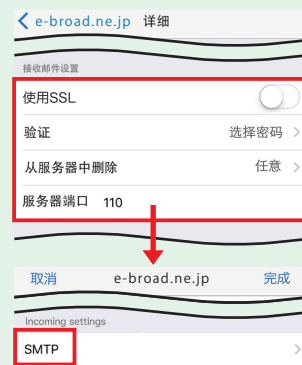 e-broad.ne.jp 详细
接收邮件设置
使用SSL
验证 选择密码
从服务器中删除 任意
服务器端口 110
取消 e-broad.ne.jp 完成
Incoming settings
SMTP